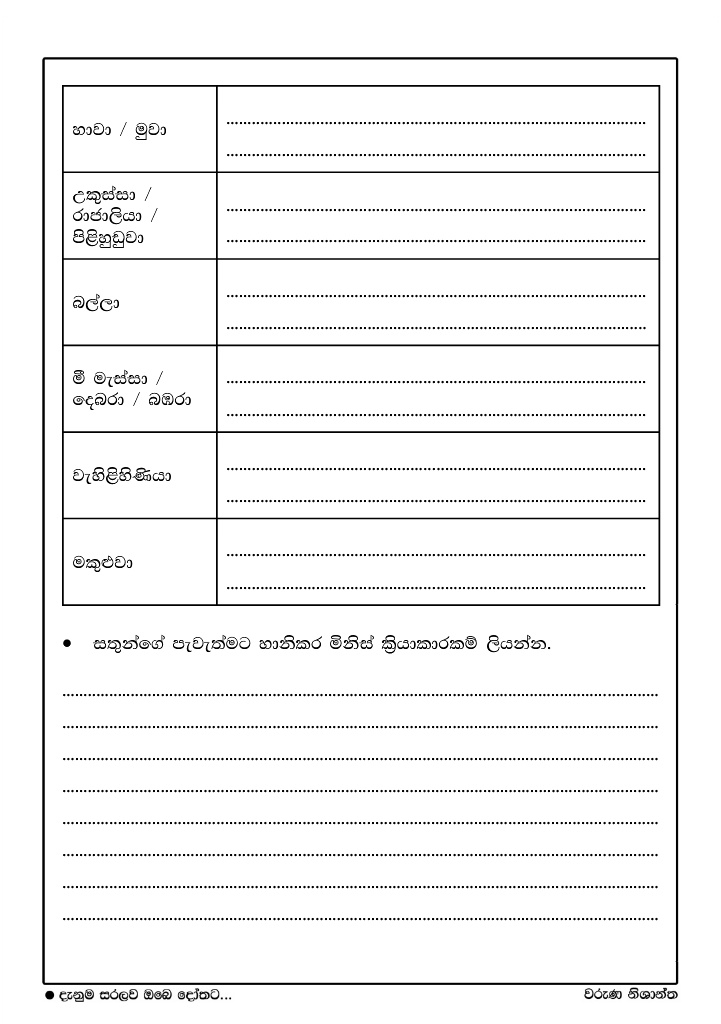 හාවා / මුවා
උකුස්සා /
රාජාලියා /
පිළිහුඩුවා
බල්ලා
මී මැස්සා /
දෙබරා / බඹරා
වැහිළිහිණියා
මකුළුවා
● සතුන්ගේ පැවැත්මට හානිකර මිනිස් ක්‍රියාකාරකම් ලියන්න.
● දැනුම සරලව ඔබෙ දෝතට... වරුණ නිශාන්ත